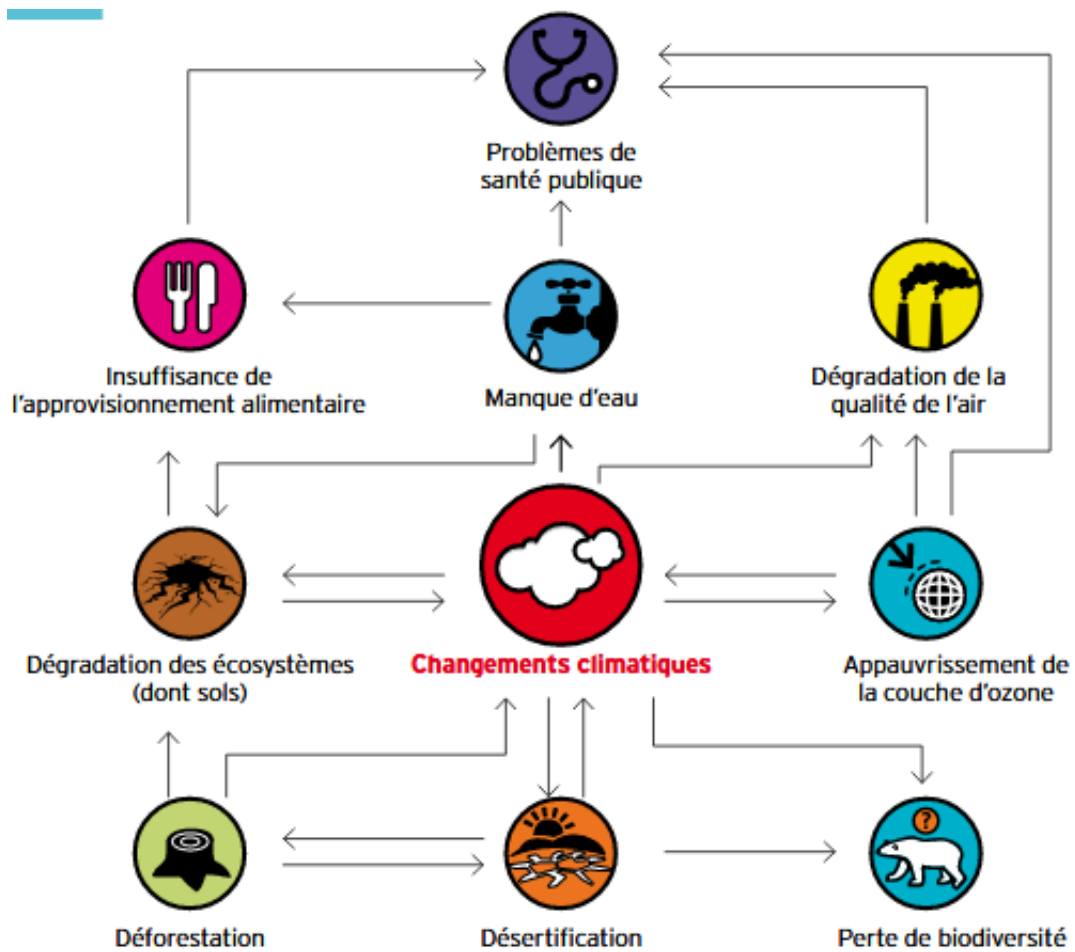 Problèmes de
santé publique
Insuffisance de
l'approvisionnement alimentaire
Manque d'eau
Dégradation de la
qualité de l'air
Dégradation des écosystèmes
(dont sols)
Changements climatiques
Appauvrissement de
la couche d'ozone
?
Déforestation
Désertification
Perte de biodiversité